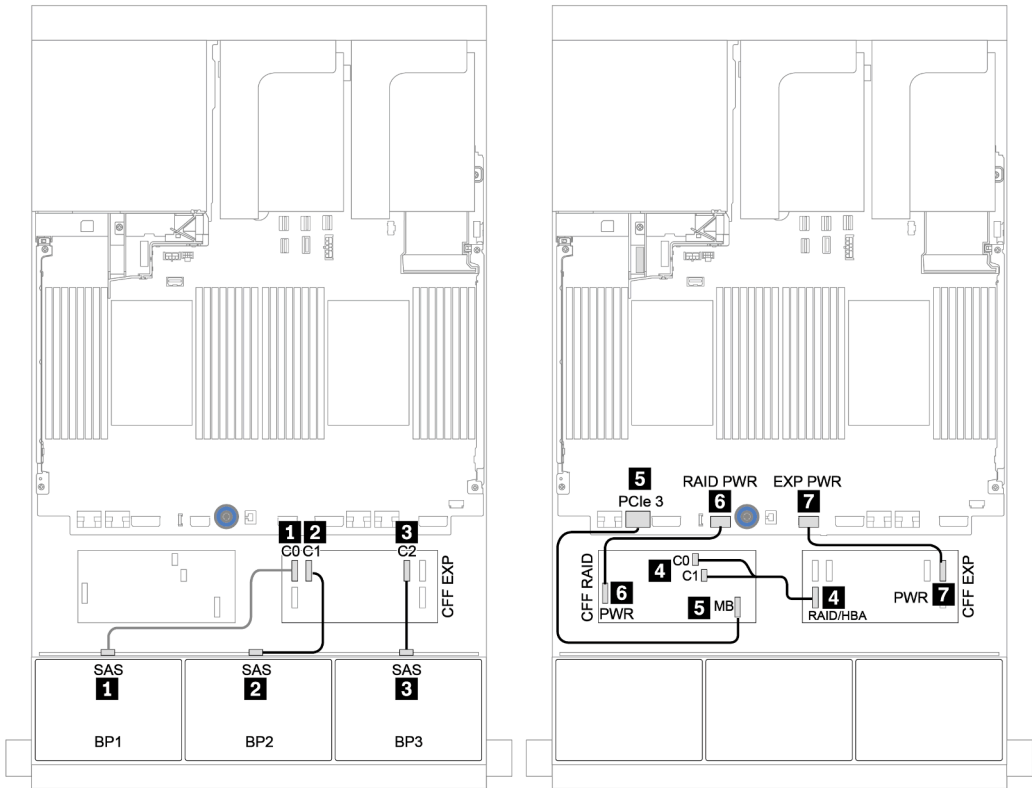 1 2 3
C0 C1 C2
CFF EXP
SAS SAS SAS
1 2 3
BP1 BP2 BP3
5 RAID PWR EXP PWR
PCIe 3 6 7
CFF RAID
4 C0
C1
6
PWR
5 MB
4
RAID/HBA
PWR 7
CFF EXP